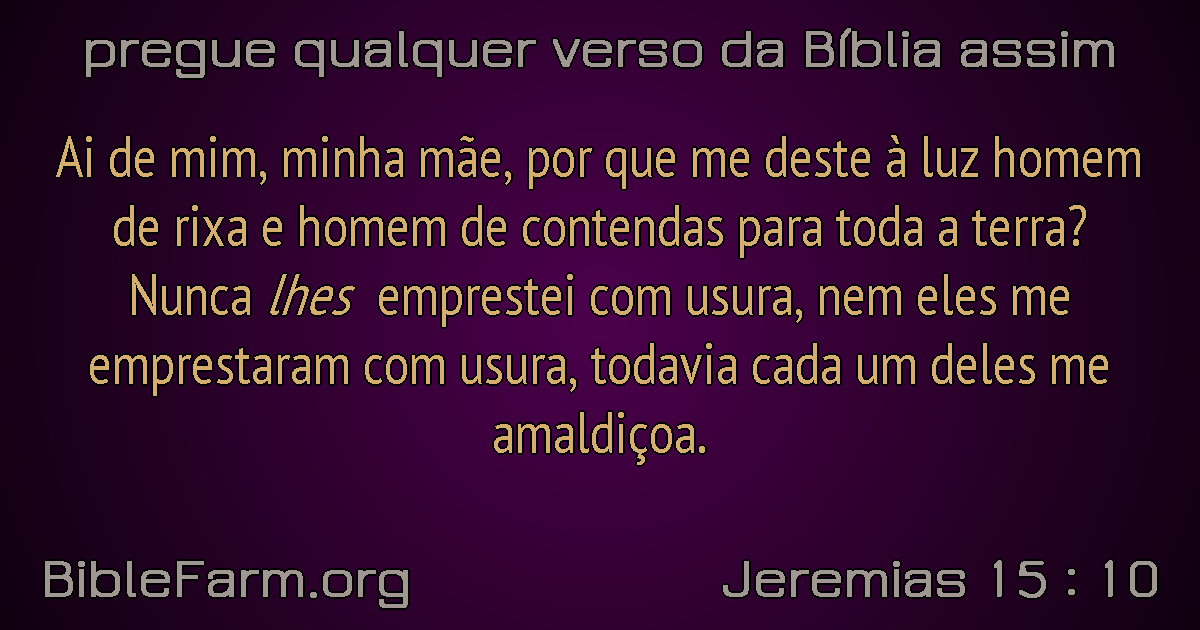 pregue qualquer verso da Bíblia assim
Ai de mim, minha mãe, por que me deste à luz homem
de rixa e homem de contendas para toda a terra?
Nunca lhes emprestei com usura, nem eles me
emprestaram com usura, todavia cada um deles me
amaldiçoa.
BibleFarm.org
Jeremias 15 : 10